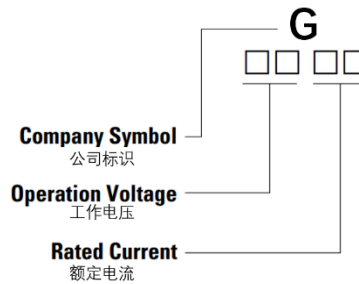 G
□□ □□
Company Symbol
公司标识
Operation Voltage
工作电压
Rated Current
额定电流